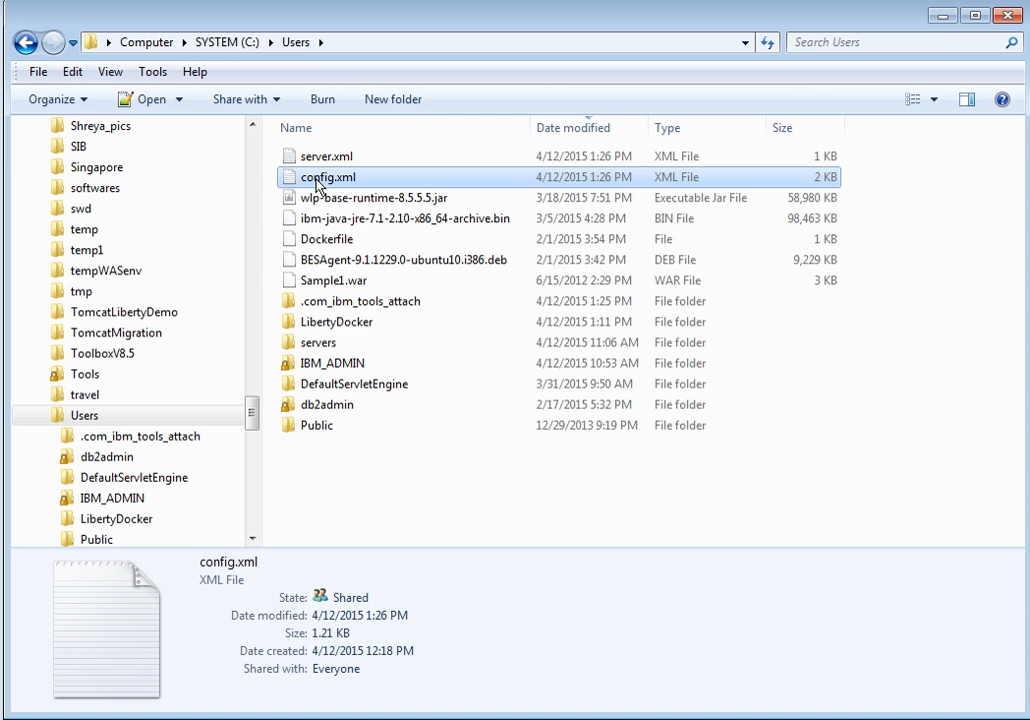 Computer SYSTEM (C:) Users
Search Users
File Edit View Tools Help
Organize Open Share with Burn New folder
Shreya_pics
SIB
Singapore
softwares
swd
temp
temp1
tempWASenv
tmp
TomcatLibertyDemo
TomcatMigration
ToolboxV8.5
Tools
travel
Users
.com_ibm_tools_attach
db2admin
DefaultServletEngine
IBM_ADMIN
LibertyDocker
Public
Name Date modified Type Size
server.xml 4/12/2015 1:26 PM XML File 1 KB
config.xml 4/12/2015 1:26 PM XML File 2 KB
wlp-base-runtime-8.5.5.5.jar 3/18/2015 7:51 PM Executable Jar File 58,980 KB
ibm-java-jre-7.1-2.10-x86_64-archive.bin 3/5/2015 4:28 PM BIN File 98,463 KB
Dockerfile 2/1/2015 3:54 PM File 1 KB
BESAgent-9.1.1229.0-ubuntu10.i386.deb 2/1/2015 3:42 PM DEB File 9,229 KB
Sample1.war 6/15/2012 2:29 PM WAR File 3 KB
.com_ibm_tools_attach 4/12/2015 1:25 PM File folder
LibertyDocker 4/12/2015 1:11 PM File folder
servers 4/12/2015 11:06 AM File folder
IBM_ADMIN 4/12/2015 10:53 AM File folder
DefaultServletEngine 3/31/2015 9:50 AM File folder
db2admin 2/17/2015 5:32 PM File folder
Public 12/29/2013 9:19 PM File folder
config.xml
XML File
State: Shared
Date modified: 4/12/2015 1:26 PM
Size: 1.21 KB
Date created: 4/12/2015 12:18 PM
Shared with: Everyone